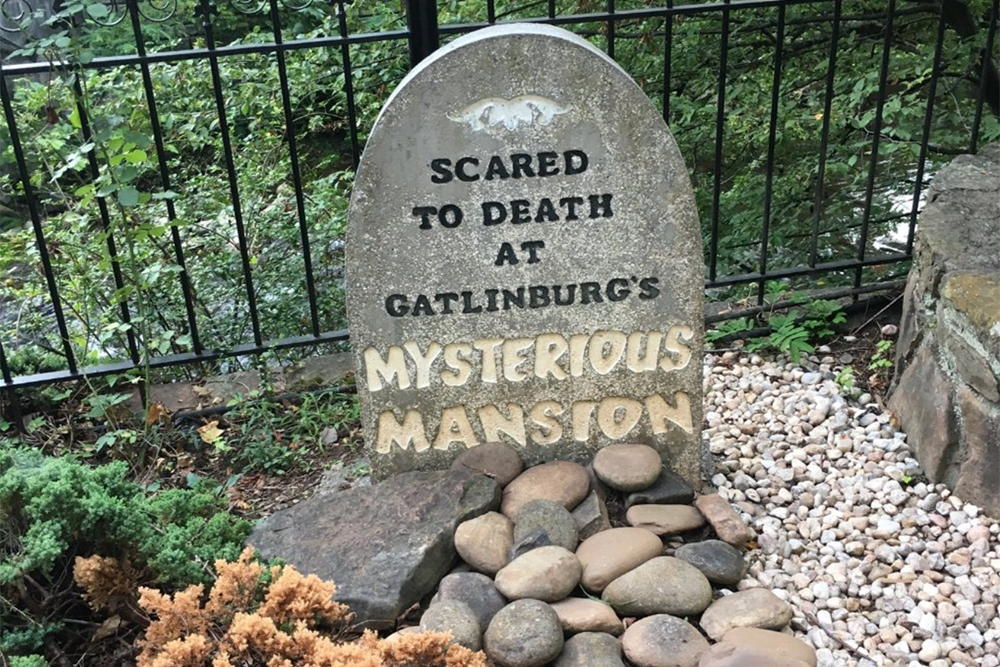 SCARED
TO DEATH
AT
GATLINBURG'S
MYSTERIOUS
MANSION